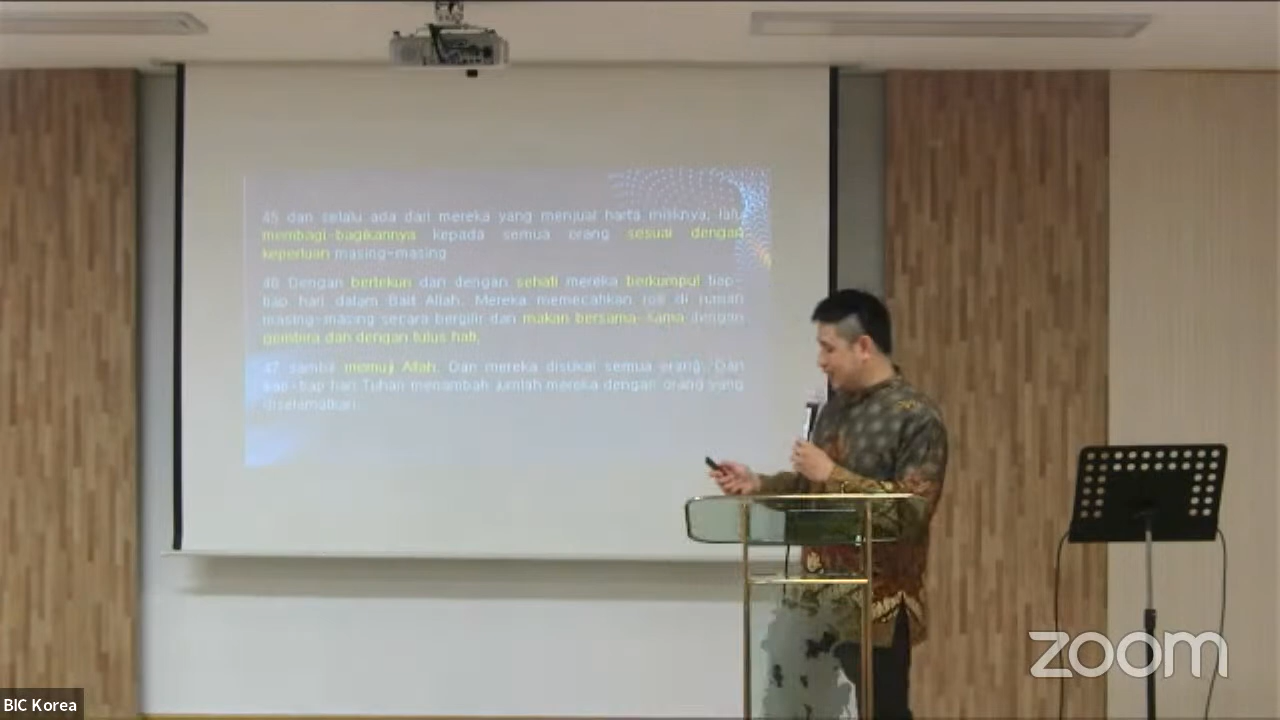 45 dan selalu ada dari mereka yang menjual harta miliknya, lalu
membagi-bagikannya kepada semua orang sesuai dengan
keperluan masing-masing
46 Dengan bertekun dan dengan sehati mereka berkumpul tiap-
tiap hari dalam Bait Allah. Mereka memecahkan roti di rumah
masing-masing secara bergilir dan makan bersama-sama dengan
gembira dan dengan tulus hati,
47 sambil memuji Allah. Dan mereka disukai semua orang. Dan
tiap-tiap hari Tuhan menambah jumlah mereka dengan orang yang
diselamatkan.
zoom
BIC Korea